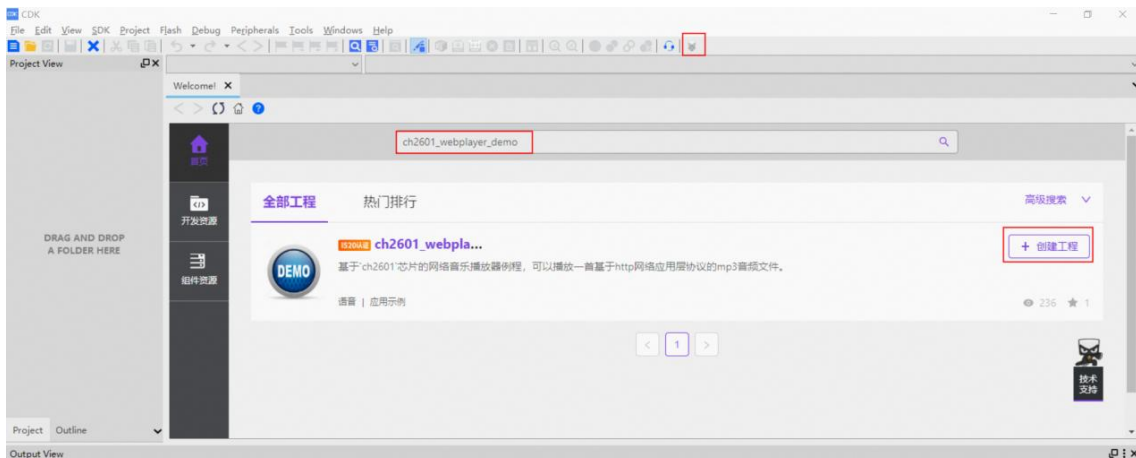 CDK
File Edit View SDK Project Flash Debug Peripherals Tools Windows Help
Project View
Welcome!
ch2601_webplayer_demo
首页
开发资源
组件资源
全部工程 热门排行 高级搜索
DRAG AND DROP
A FOLDER HERE
DEMO
ch2601_webpla...
+ 创建工程
基于'ch2601'芯片的网络音乐播放器例程，可以播放一首基于http网络应用层协议的mp3音频文件。
语音 | 应用示例
236 1
< 1 >
技术
支持
Project Outline
Output View